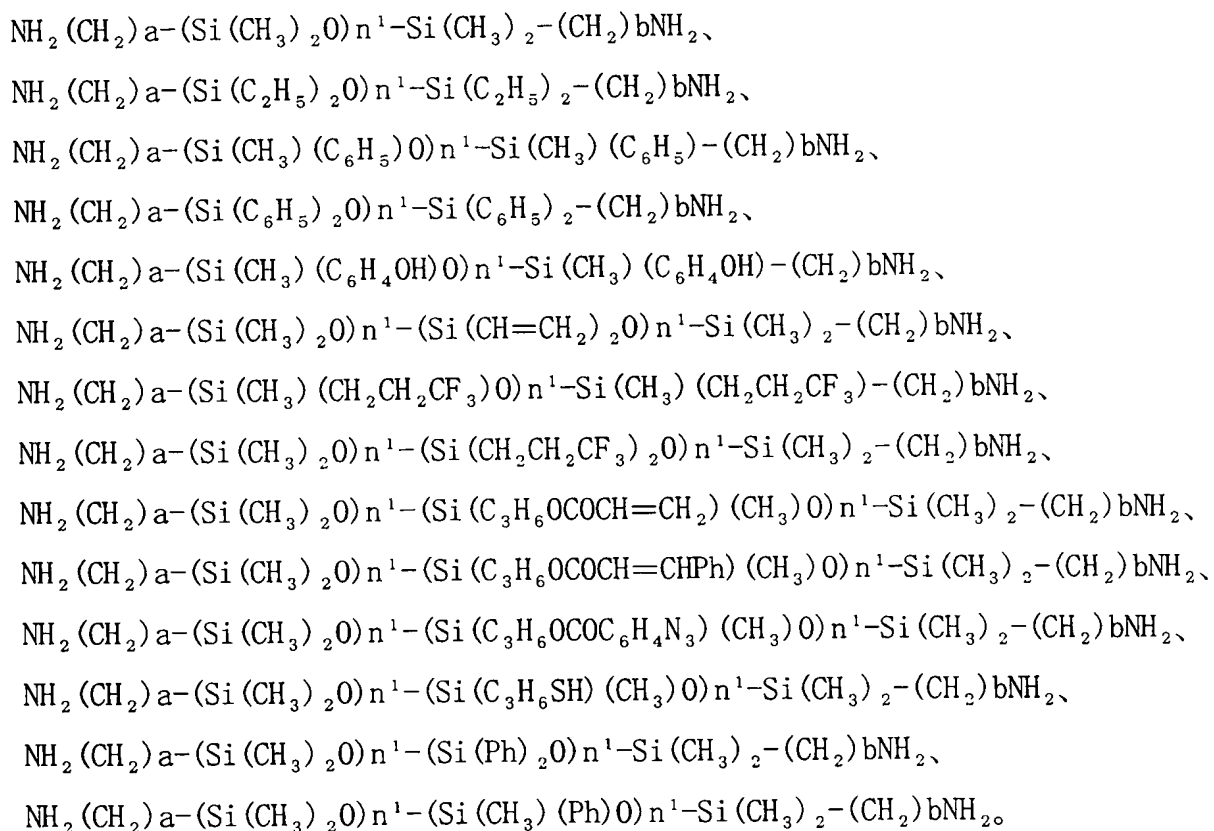 NH₂(CH₂)a-(Si(CH₃)₂O)n¹-Si(CH₃)₂-(CH₂)bNH₂、
NH₂(CH₂)a-(Si(C₂H₅)₂O)n¹-Si(C₂H₅)₂-(CH₂)bNH₂、
NH₂(CH₂)a-(Si(CH₃)(C₆H₅)O)n¹-Si(CH₃)(C₆H₅)-(CH₂)bNH₂、
NH₂(CH₂)a-(Si(C₆H₅)₂O)n¹-Si(C₆H₅)₂-(CH₂)bNH₂、
NH₂(CH₂)a-(Si(CH₃)(C₆H₄OH)O)n¹-Si(CH₃)(C₆H₄OH)-(CH₂)bNH₂、
NH₂(CH₂)a-(Si(CH₃)₂O)n¹-(Si(CH=CH₂)₂O)n¹-Si(CH₃)₂-(CH₂)bNH₂、
NH₂(CH₂)a-(Si(CH₃)(CH₂CH₂CF₃)O)n¹-Si(CH₃)(CH₂CH₂CF₃)-(CH₂)bNH₂、
NH₂(CH₂)a-(Si(CH₃)₂O)n¹-(Si(CH₂CH₂CF₃)₂O)n¹-Si(CH₃)₂-(CH₂)bNH₂、
NH₂(CH₂)a-(Si(CH₃)₂O)n¹-(Si(C₃H₆OCOCH=CH₂)(CH₃)O)n¹-Si(CH₃)₂-(CH₂)bNH₂、
NH₂(CH₂)a-(Si(CH₃)₂O)n¹-(Si(C₃H₆OCOCH=CHPh)(CH₃)O)n¹-Si(CH₃)₂-(CH₂)bNH₂、
NH₂(CH₂)a-(Si(CH₃)₂O)n¹-(Si(C₃H₆OCOC₆H₄N₃)(CH₃)O)n¹-Si(CH₃)₂-(CH₂)bNH₂、
NH₂(CH₂)a-(Si(CH₃)₂O)n¹-(Si(C₃H₆SH)(CH₃)O)n¹-Si(CH₃)₂-(CH₂)bNH₂、
NH₂(CH₂)a-(Si(CH₃)₂O)n¹-(Si(Ph)₂O)n¹-Si(CH₃)₂-(CH₂)bNH₂、
NH₂(CH₂)a-(Si(CH₃)₂O)n¹-(Si(CH₃)(Ph)O)n¹-Si(CH₃)₂-(CH₂)bNH₂。